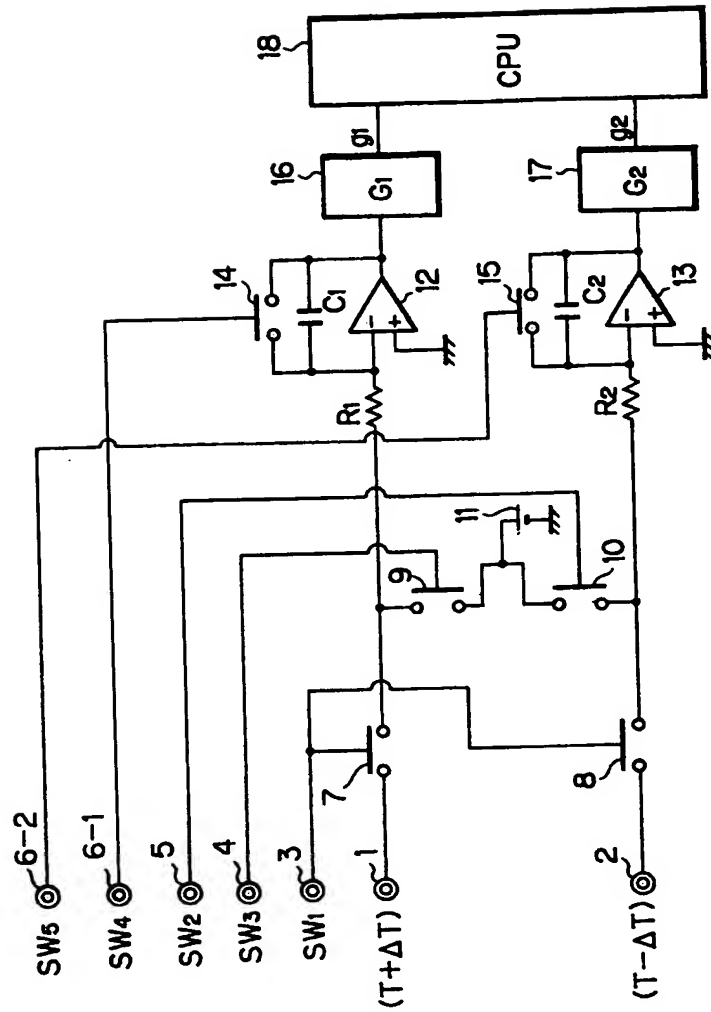 SW5 6-2
SW4 6-1
SW2 5
SW3 4
SW1 3
(T+ΔT) 1
(T-ΔT) 2
7
8
9
10
11
R1
R2
14
C1
-
+
12
15
C2
-
+
13
16
G1
g1
17
G2
g2
18
CPU